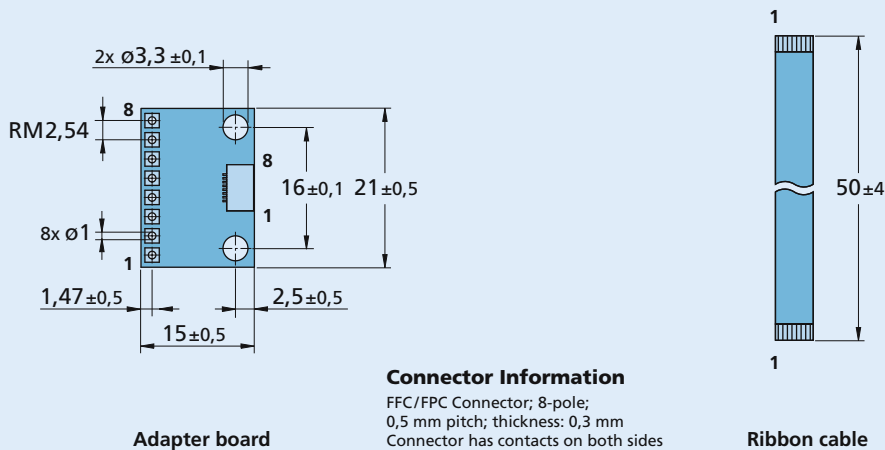 1
2x ø3,3 ±0,1
8
RM2,54
8
16±0,1
21±0,5
50±4
1
8x ø1
1
1,47±0,5
2,5±0,5
15±0,5
1
Connector Information
FFC/FPC Connector; 8-pole;
0,5 mm pitch; thickness: 0,3 mm
Connector has contacts on both sides
Adapter board
Ribbon cable